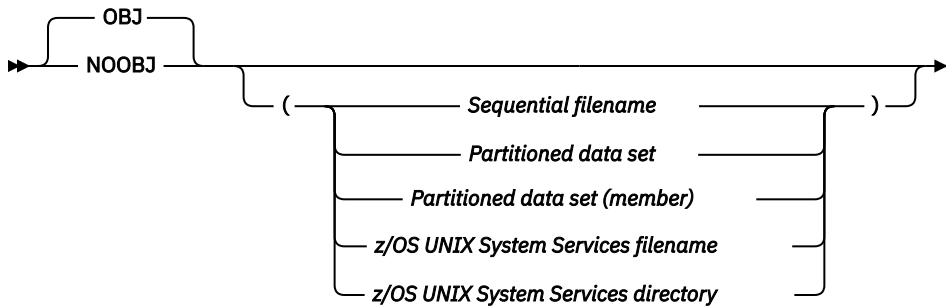 OBJ
NOOBJ
( Sequential filename )
Partitioned data set
Partitioned data set (member)
z/OS UNIX System Services filename
z/OS UNIX System Services directory